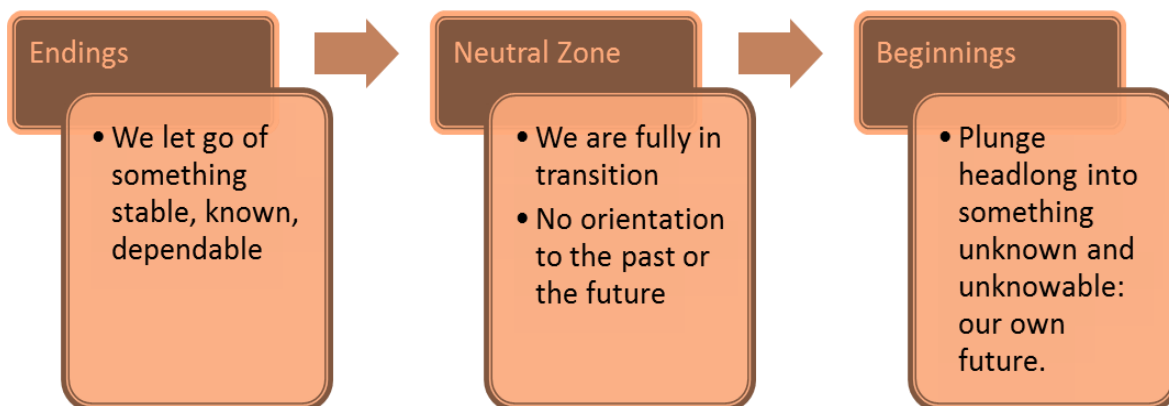 Endings
• We let go of
something
stable, known,
dependable
Neutral Zone
• We are fully in
transition
• No orientation
to the past or
the future
Beginnings
• Plunge
headlong into
something
unknown and
unknowable:
our own
future.